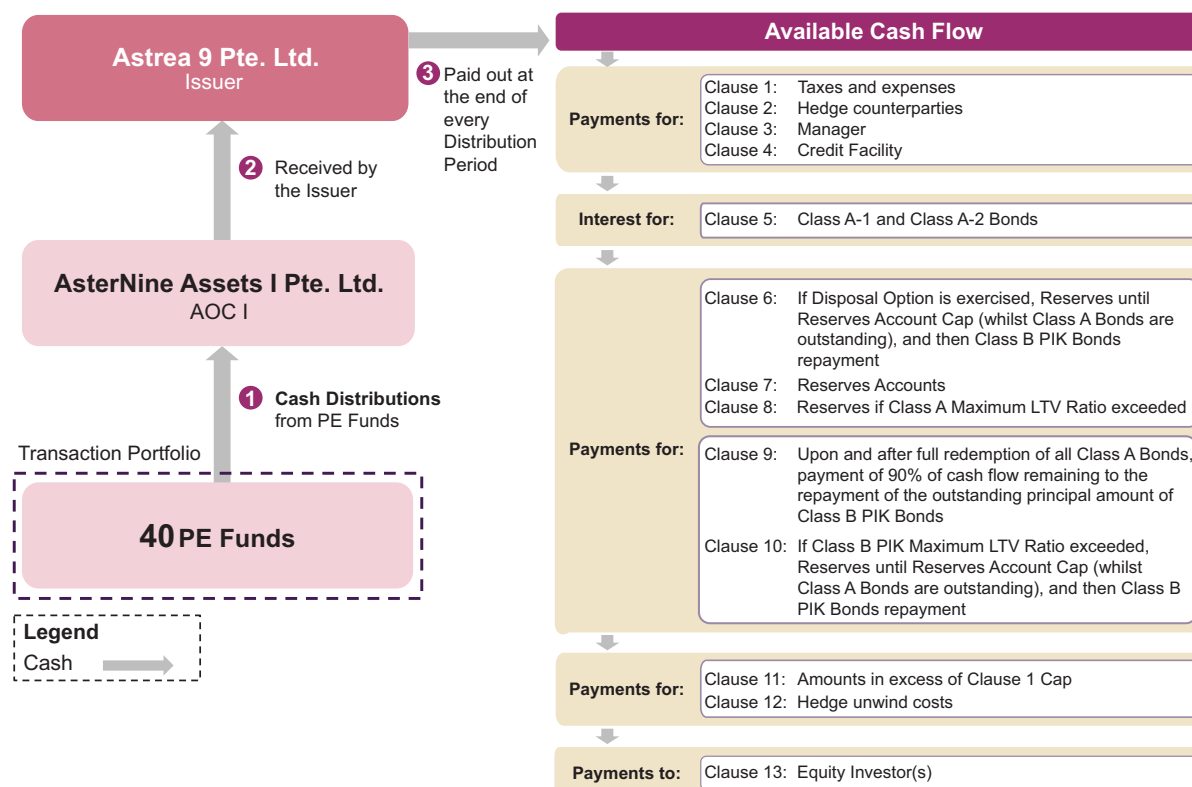 Astrea 9 Pte. Ltd.
Issuer
3 Paid out at
the end of
every
Distribution
Period
2 Received by
the Issuer
AsterNine Assets I Pte. Ltd.
AOC I
1 Cash Distributions
from PE Funds
Transaction Portfolio
40 PE Funds
Legend
Cash
Available Cash Flow
Payments for:
Clause 1: Taxes and expenses
Clause 2: Hedge counterparties
Clause 3: Manager
Clause 4: Credit Facility
Interest for:
Clause 5: Class A-1 and Class A-2 Bonds
Payments for:
Clause 6: If Disposal Option is exercised, Reserves until
Reserves Account Cap (whilst Class A Bonds are
outstanding), and then Class B PIK Bonds
repayment
Clause 7: Reserves Accounts
Clause 8: Reserves if Class A Maximum LTV Ratio exceeded
Clause 9: Upon and after full redemption of all Class A Bonds,
payment of 90% of cash flow remaining to the
repayment of the outstanding principal amount of
Class B PIK Bonds
Clause 10: If Class B PIK Maximum LTV Ratio exceeded,
Reserves until Reserves Account Cap (whilst
Class A Bonds are outstanding), and then Class B
PIK Bonds repayment
Payments for:
Clause 11: Amounts in excess of Clause 1 Cap
Clause 12: Hedge unwind costs
Payments to:
Clause 13: Equity Investor(s)